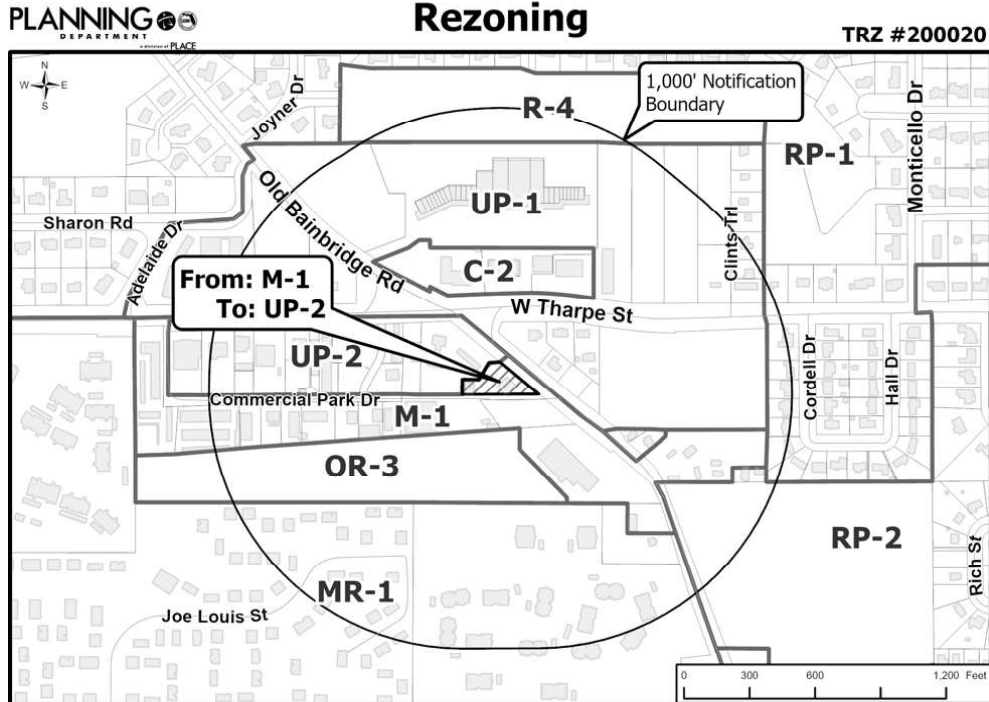 PLANNING
DEPARTMENT
a division of PLACE
Rezoning
TRZ #200020
N
W E
S
Joyner Dr
1,000' Notification
Boundary
R-4
RP-1
Monticello Dr
Old Bainbridge Rd
UP-1
Sharon Rd
Adelaide Dr
Clints Trl
C-2
From: M-1
To: UP-2
W Tharpe St
UP-2
Cordell Dr
Hall Dr
Commercial Park Dr
M-1
OR-3
RP-2
MR-1
Rich St
Joe Louis St
0 300 600 1,200 Feet